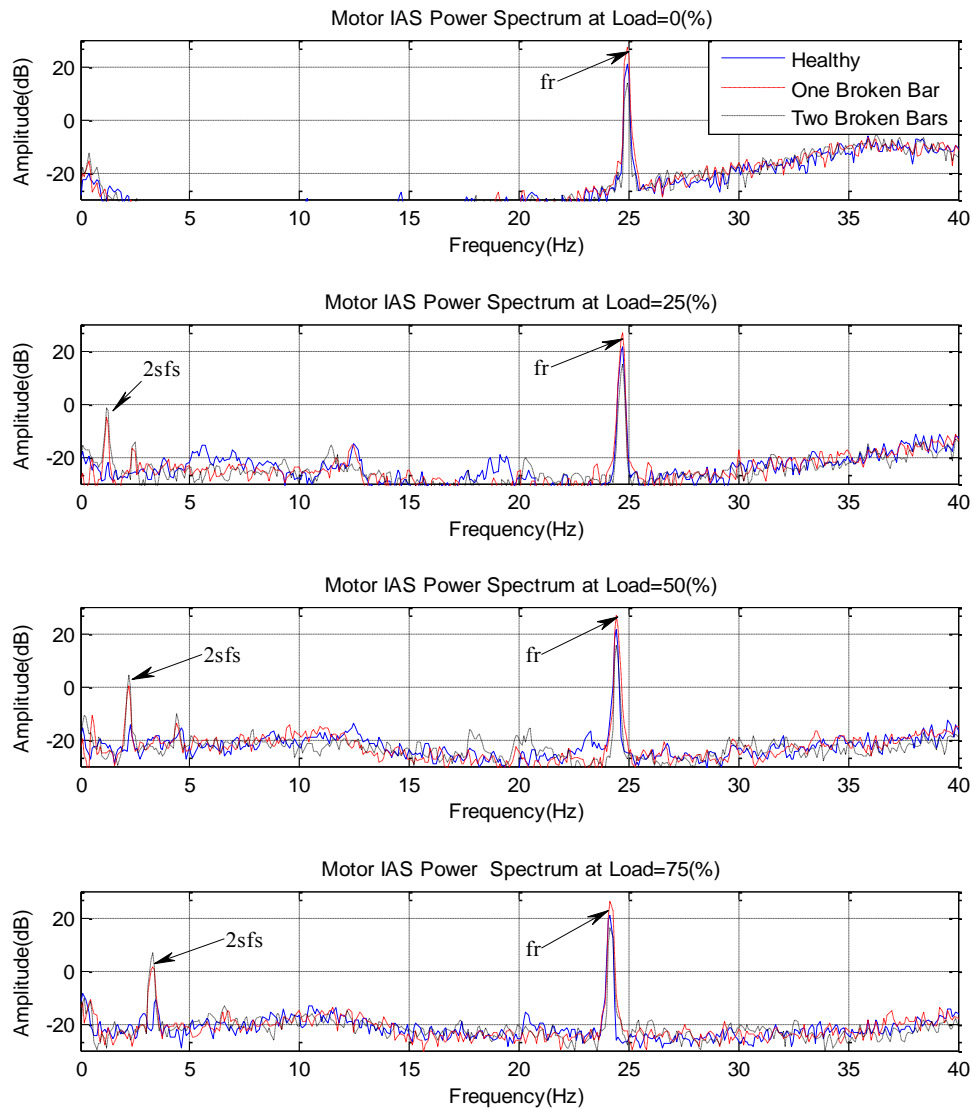 Motor IAS Power Spectrum at Load=0(%)
Amplitude(dB)
20
0
-20
fr
Healthy
One Broken Bar
Two Broken Bars
0 5 10 15 20 25 30 35 40
Frequency(Hz)
Motor IAS Power Spectrum at Load=25(%)
Amplitude(dB)
20
0
-20
2sfs
fr
0 5 10 15 20 25 30 35 40
Frequency(Hz)
Motor IAS Power Spectrum at Load=50(%)
Amplitude(dB)
20
0
-20
2sfs
fr
0 5 10 15 20 25 30 35 40
Frequency(Hz)
Motor IAS Power  Spectrum at Load=75(%)
Amplitude(dB)
20
0
-20
2sfs
fr
0 5 10 15 20 25 30 35 40
Frequency(Hz)